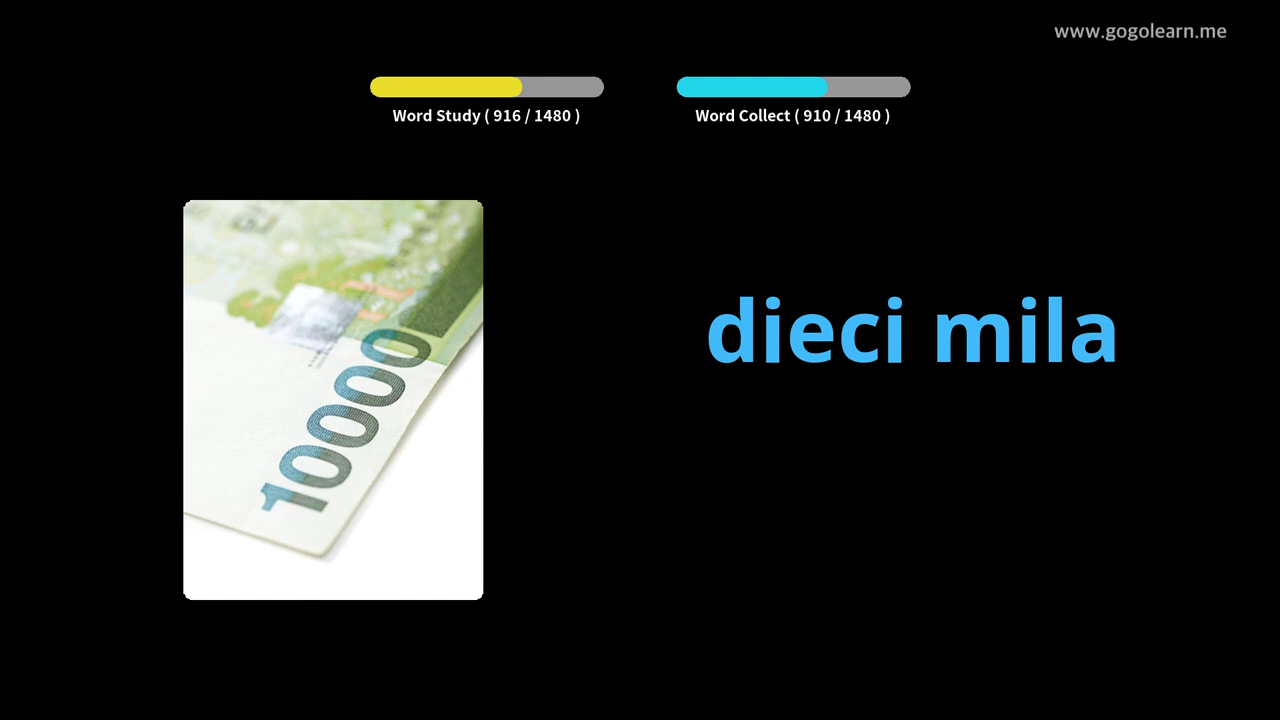 www.gogolearn.me
Word Study ( 916 / 1480 )
Word Collect ( 910 / 1480 )
10000
dieci mila